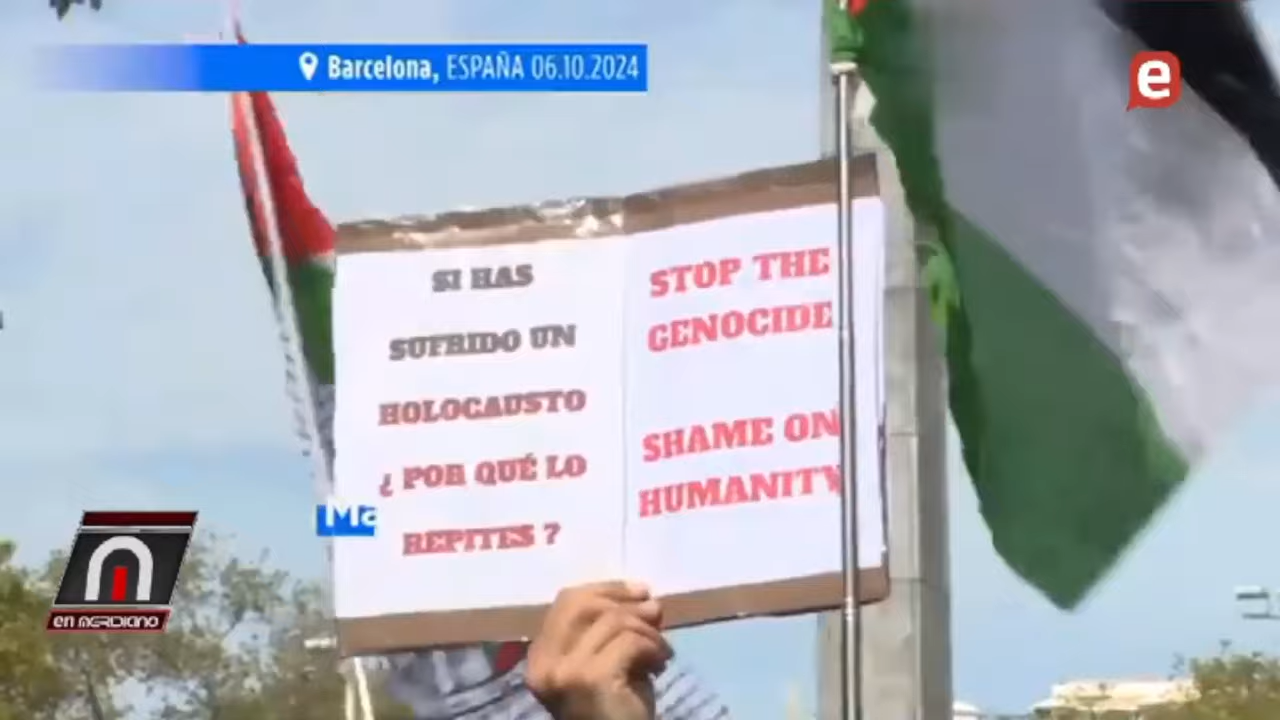 Barcelona, ESPAÑA 06.10.2024
e
SI HAS
SUFRIDO UN
HOLOCAUSTO
¿ POR QUÉ LO
REPITES ?
STOP THE
GENOCIDE
SHAME ON
HUMANITY
Ma
en MERDIANO